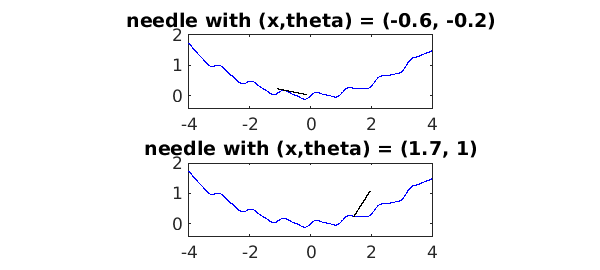 needle with (x,theta) = (-0.6, -0.2)
2
1
0
-4 -2 0 2 4
needle with (x,theta) = (1.7, 1)
2
1
0
-4 -2 0 2 4